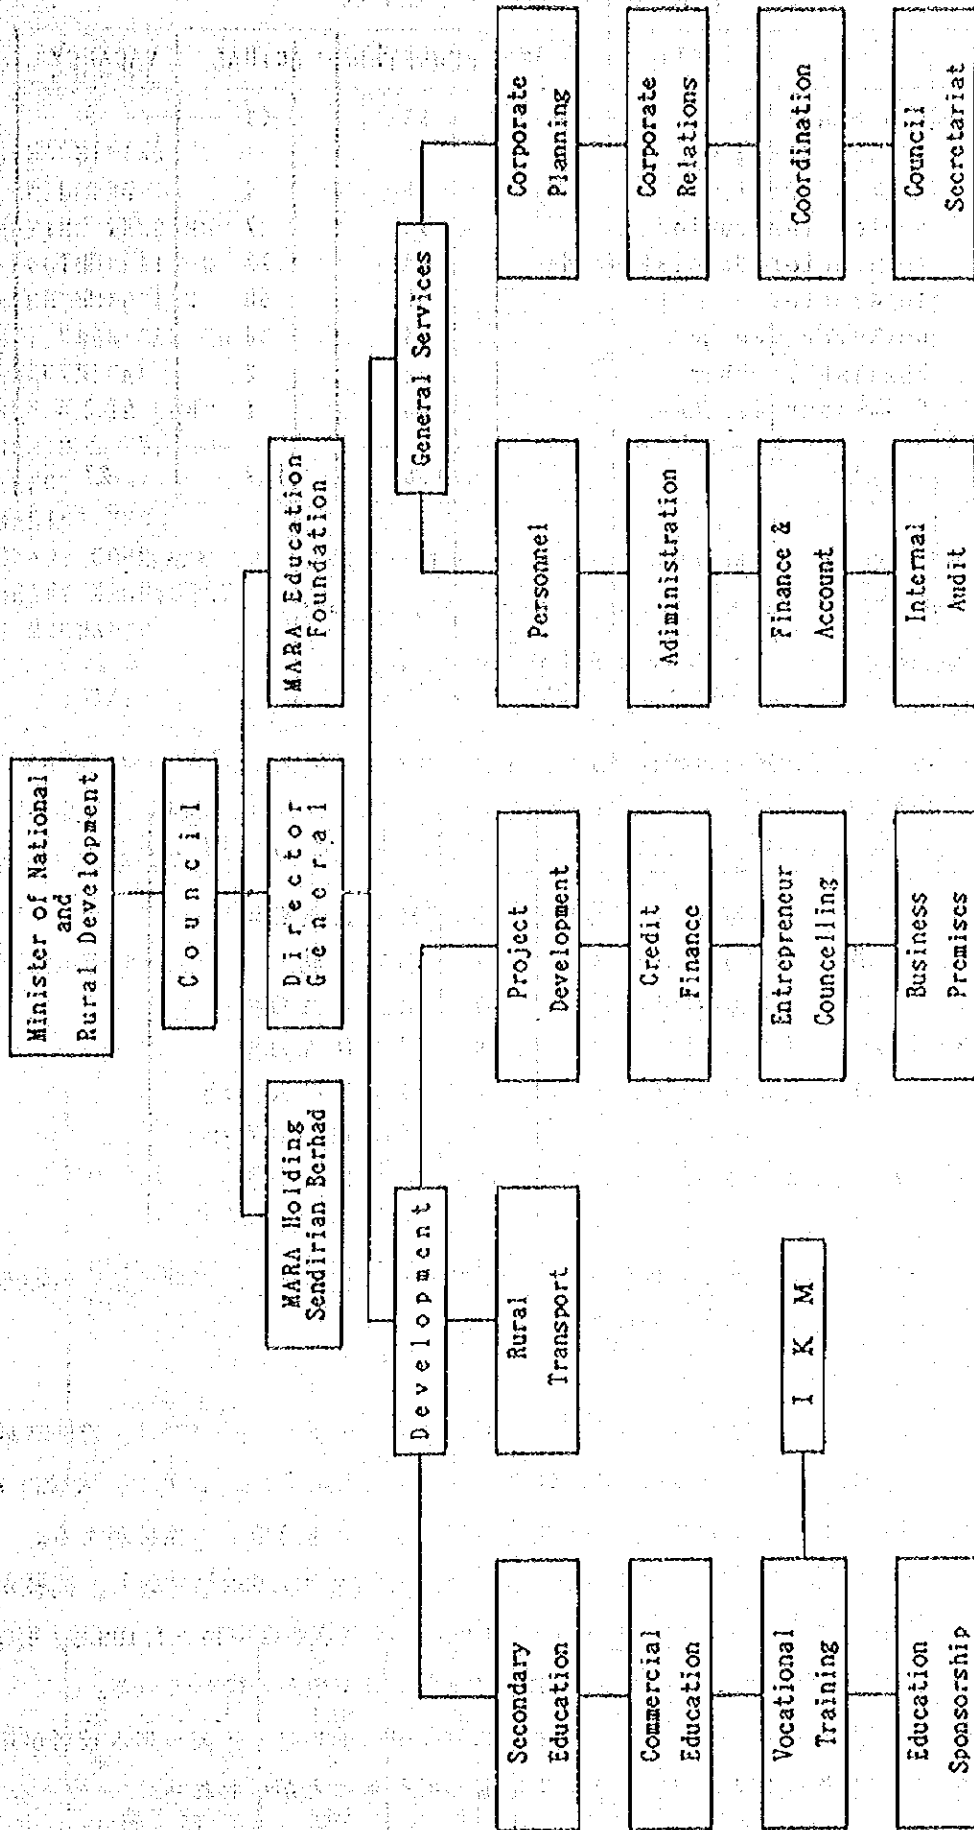 Minister of National
and
Rural Development
C o u n c i l
MARA Holding
Sendirian Berhad
D i r e c t o r
G e n e r a l
MARA Education
Foundation
D e v e l o p m e n t
General Services
Secondary
Education
Commercial
Education
Vocational
Training
Education
Sponsorship
I K M
Rural
Transport
Project
Development
Credit
Finance
Entrepreneur
Councelling
Business
Premises
Personnel
Adiministration
Finance &
Account
Internal
Audit
Corporate
Planning
Corporate
Relations
Coordination
Council
Secretariat